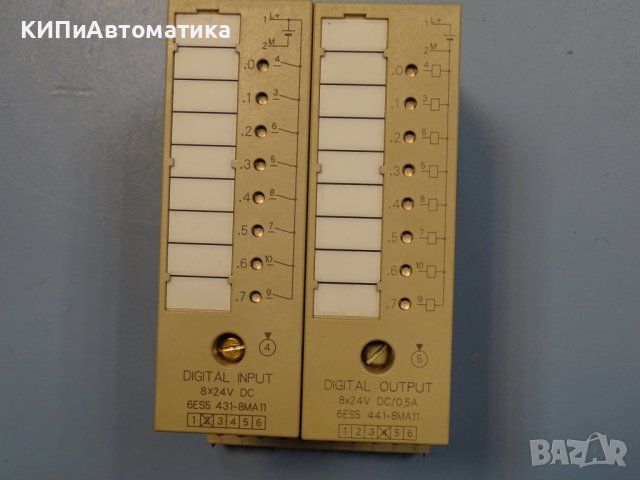 КИПиАвтоматика
1 L+
2 M
.0 4
.1 3
.2 6
.3 5
.4 8
.5 7
.6 10
.7 9
4
DIGITAL INPUT
8x24V DC
6ES5 431-8MA11
1 2 3 4 5 6
1 L+
2 M
.0 4
.1 3
.2 6
.3 5
.4 8
.5 7
.6 10
.7 9
5
DIGITAL OUTPUT
8x24V DC/0,5A
6ES5 441-8MA11
1 2 3 4 5 6
BAZAR